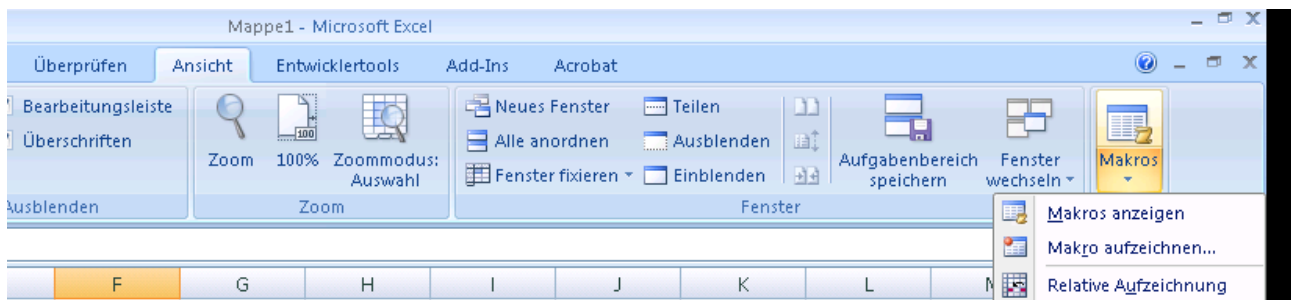 Mappe1 - Microsoft Excel
Überprüfen Ansicht Entwicklertools Add-Ins Acrobat
Bearbeitungsleiste
Überschriften
Ausblenden
Zoom
100
100%
Zoommodus:
Auswahl
Zoom
Neues Fenster
Alle anordnen
Fenster fixieren
Teilen
Ausblenden
Einblenden
Aufgabenbereich
speichern
Fenster
wechseln
Fenster
Makros
Makros anzeigen
Makro aufzeichnen...
Relative Aufzeichnung
F G H I J K L